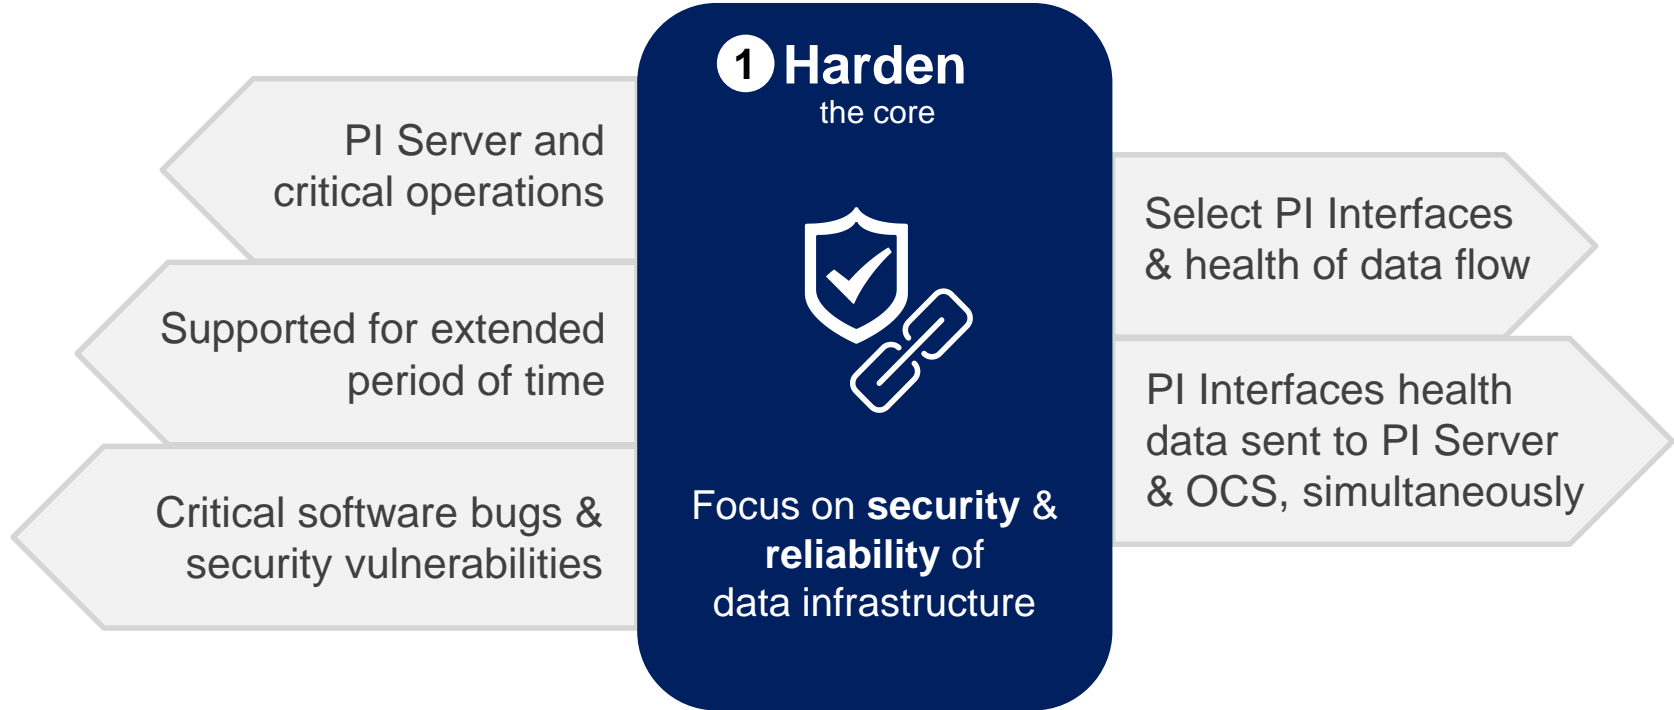 1 Harden
the core
PI Server and
critical operations
Supported for extended
period of time
Critical software bugs &
security vulnerabilities
Focus on security &
reliability of
data infrastructure
Select PI Interfaces
& health of data flow
PI Interfaces health
data sent to PI Server
& OCS, simultaneously